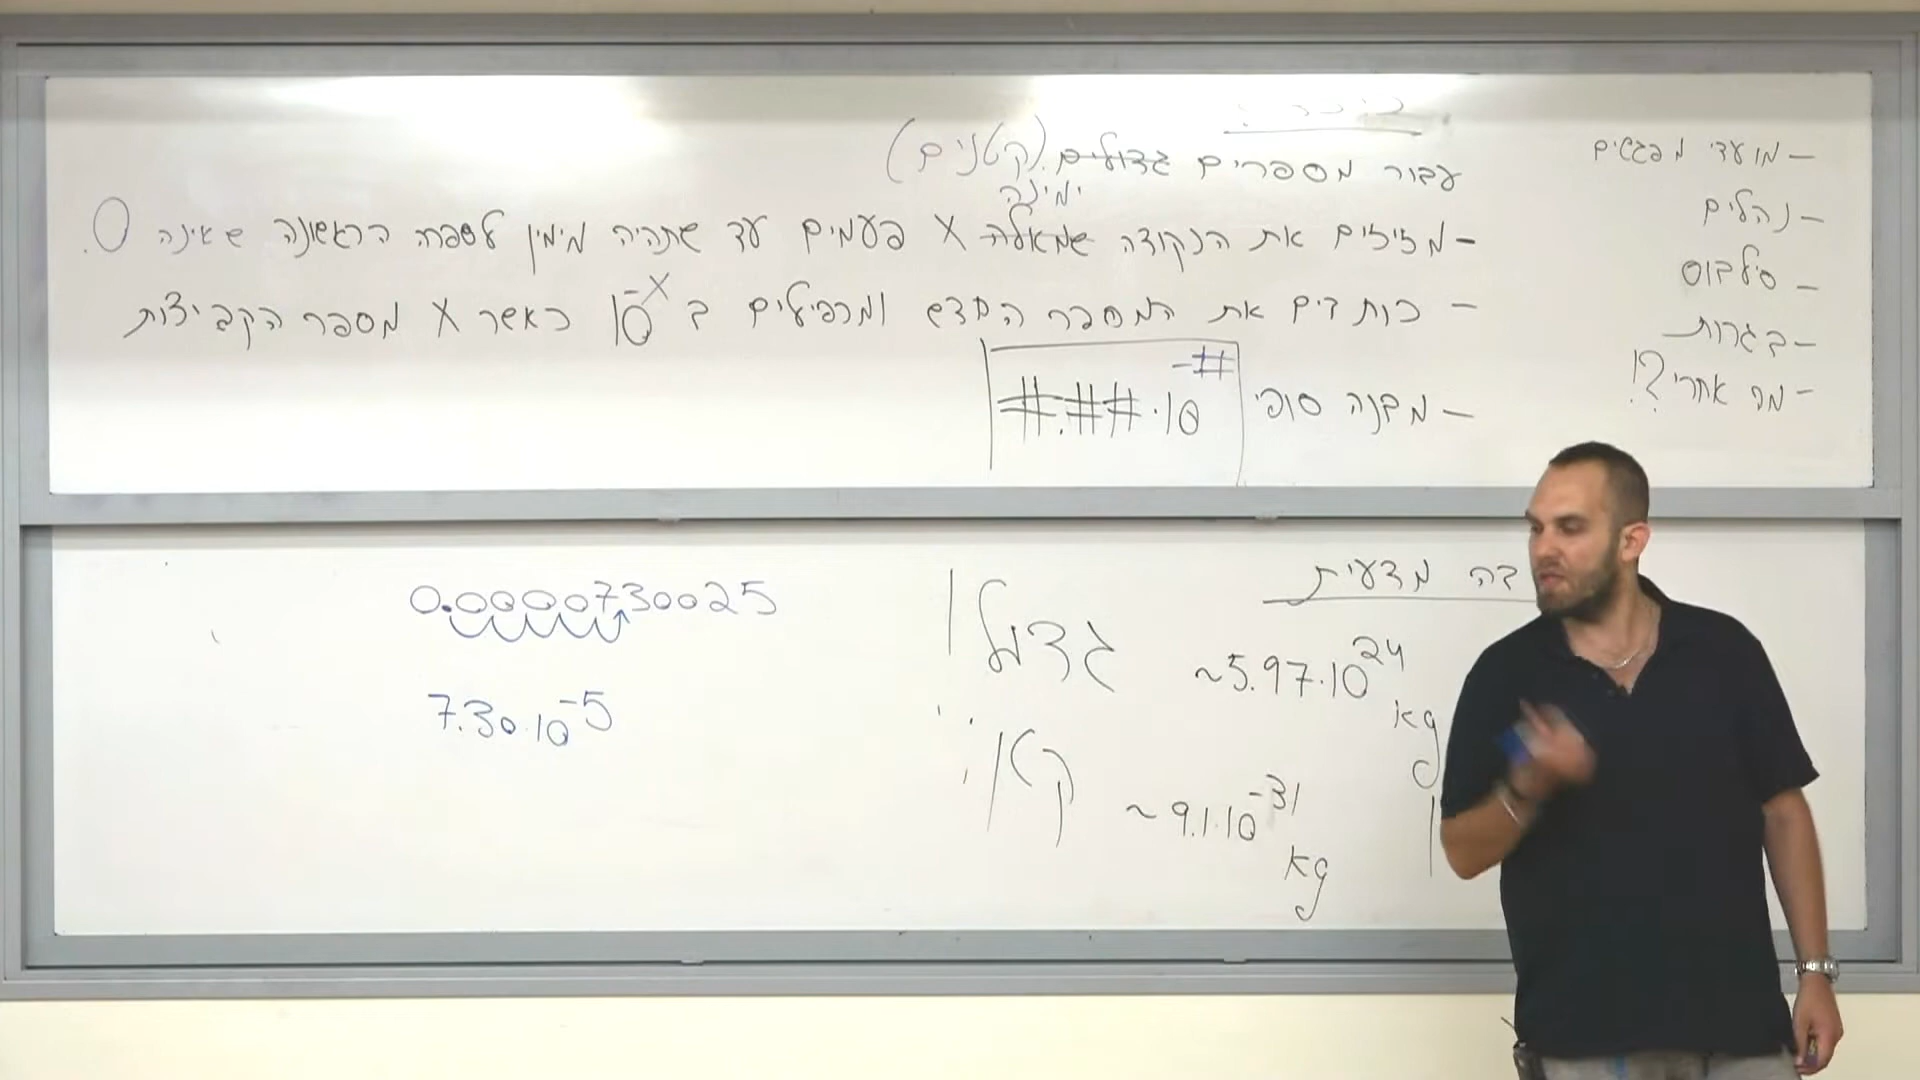 עבור מספרים גדולים (קטנים)
ימינה
- מזיזים את הנקודה שמאלה X פעמים עד שתהיה מימין לספרה הראשונה שאינה 0.
- כותבים את המספר החדש ומכפילים ב 10^-X כאשר X מספר הקפיצות
- מבנה סופי #.##·10^-#
- מועדי מפגשים
- נהלים
- סילבוס
- בגרות
- מה אחרי?!
דה מדעית
גדול
~5.97·10^24 kg
קטן
~9.1·10^-31 kg
0.0000730025
7.30·10^-5